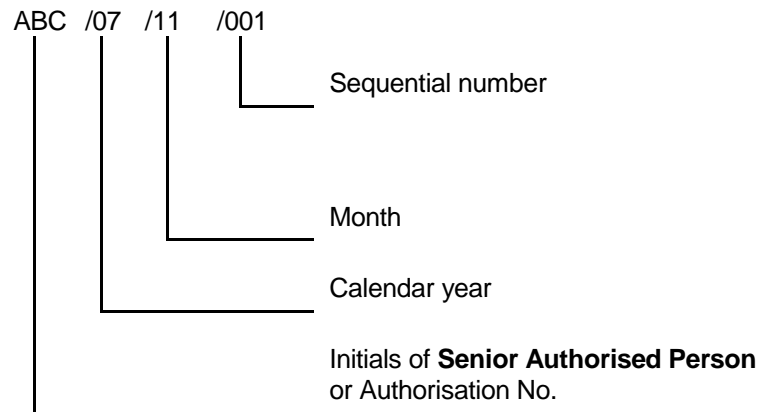 ABC /07 /11 /001
Sequential number
Month
Calendar year
Initials of Senior Authorised Person
or Authorisation No.